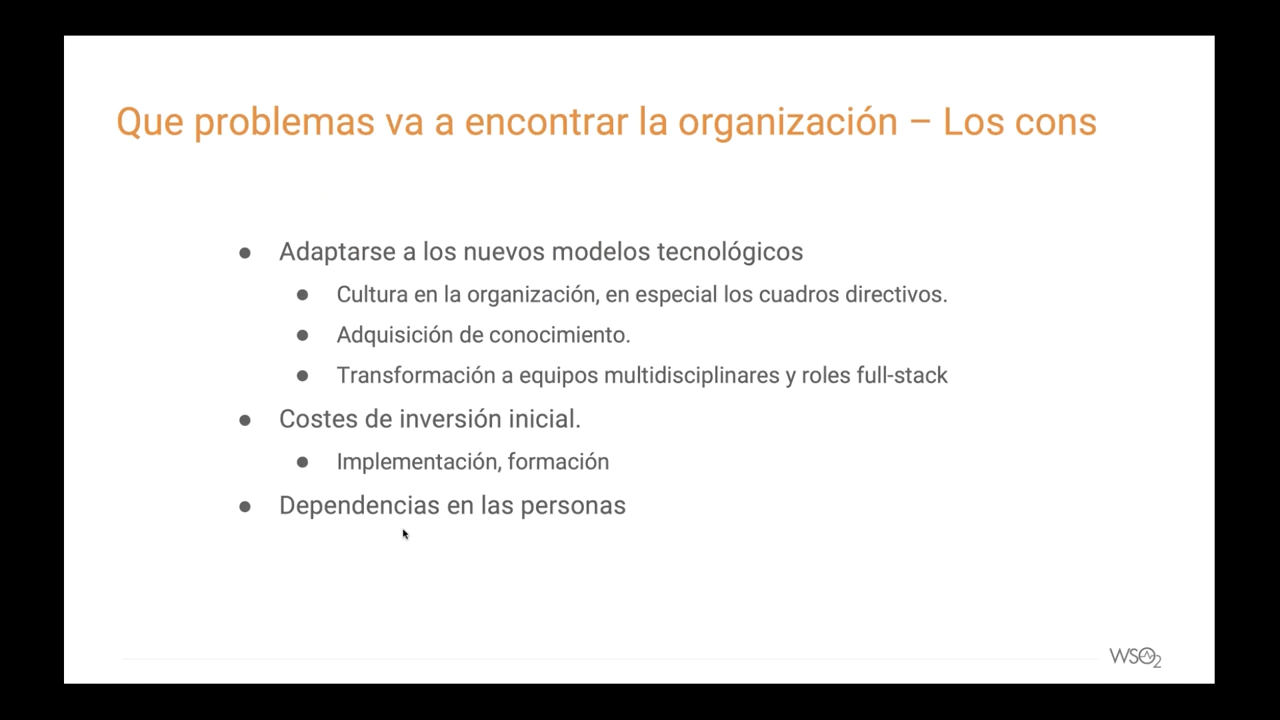 Que problemas va a encontrar la organización – Los cons
● Adaptarse a los nuevos modelos tecnológicos
● Cultura en la organización, en especial los cuadros directivos.
● Adquisición de conocimiento.
● Transformación a equipos multidisciplinares y roles full-stack
● Costes de inversión inicial.
● Implementación, formación
● Dependencias en las personas
WSO2